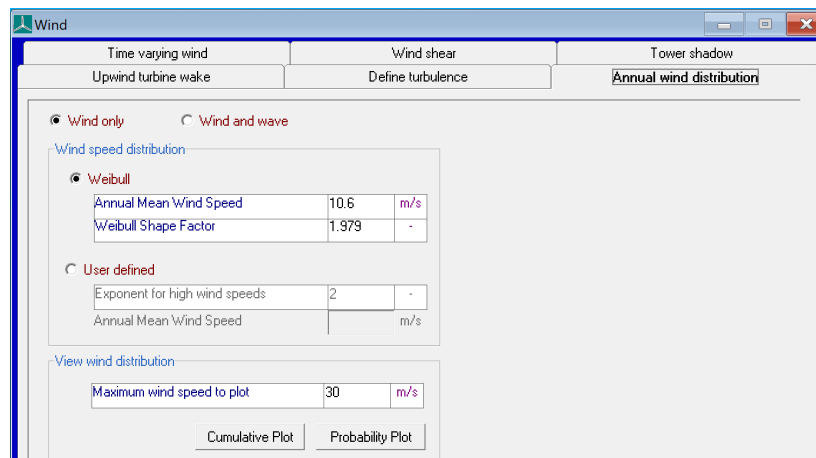 Wind
Time varying wind Wind shear Tower shadow
Upwind turbine wake Define turbulence Annual wind distribution
Wind only Wind and wave
Wind speed distribution
Weibull
Annual Mean Wind Speed 10.6 m/s
Weibull Shape Factor 1.979 -
User defined
Exponent for high wind speeds 2 -
Annual Mean Wind Speed m/s
View wind distribution
Maximum wind speed to plot 30 m/s
Cumulative Plot Probability Plot